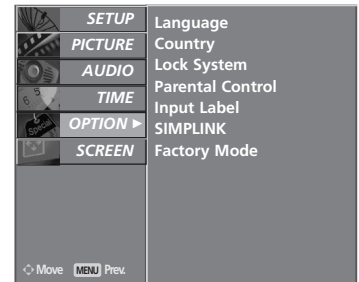 SETUP
PICTURE
AUDIO
TIME
OPTION ►
SCREEN
Move MENU Prev.
Language
Country
Lock System
Parental Control
Input Label
SIMPLINK
Factory Mode